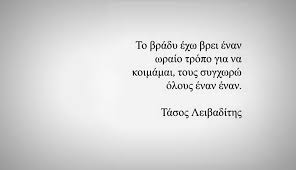 Το βράδυ έχω βρει έναν
ωραίο τρόπο για να
κοιμάμαι, τους συγχωρώ
όλους έναν έναν.
Τάσος Λειβαδίτης